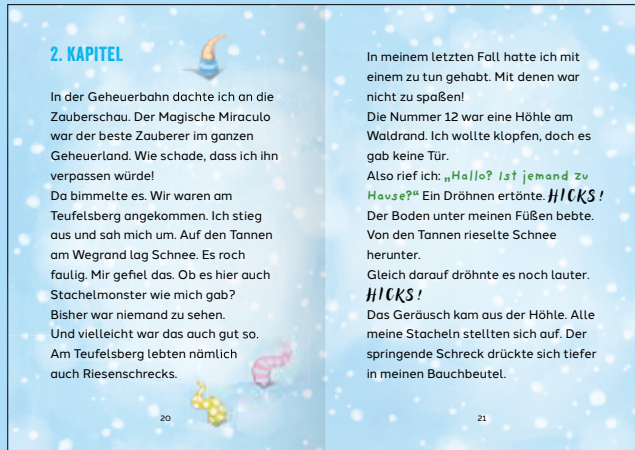 2. KAPITEL
In der Geheuerbahn dachte ich an die
Zauberschau. Der Magische Miraculo
war der beste Zauberer im ganzen
Geheuerland. Wie schade, dass ich ihn
verpassen würde!
Da bimmelte es. Wir waren am
Teufelsberg angekommen. Ich stieg
aus und sah mich um. Auf den Tannen
am Wegrand lag Schnee. Es roch
faulig. Mir gefiel das. Ob es hier auch
Stachelmonster wie mich gab?
Bisher war niemand zu sehen.
Und vielleicht war das auch gut so.
Am Teufelsberg lebten nämlich
auch Riesenschrecks.
20
In meinem letzten Fall hatte ich mit
einem zu tun gehabt. Mit denen war
nicht zu spaßen!
Die Nummer 12 war eine Höhle am
Waldrand. Ich wollte klopfen, doch es
gab keine Tür.
Also rief ich: „Hallo? Ist jemand zu
Hause?“ Ein Dröhnen ertönte. HICKS!
Der Boden unter meinen Füßen bebte.
Von den Tannen rieselte Schnee
herunter.
Gleich darauf dröhnte es noch lauter.
HICKS!
Das Geräusch kam aus der Höhle. Alle
meine Stacheln stellten sich auf. Der
springende Schreck drückte sich tiefer
in meinen Bauchbeutel.
21